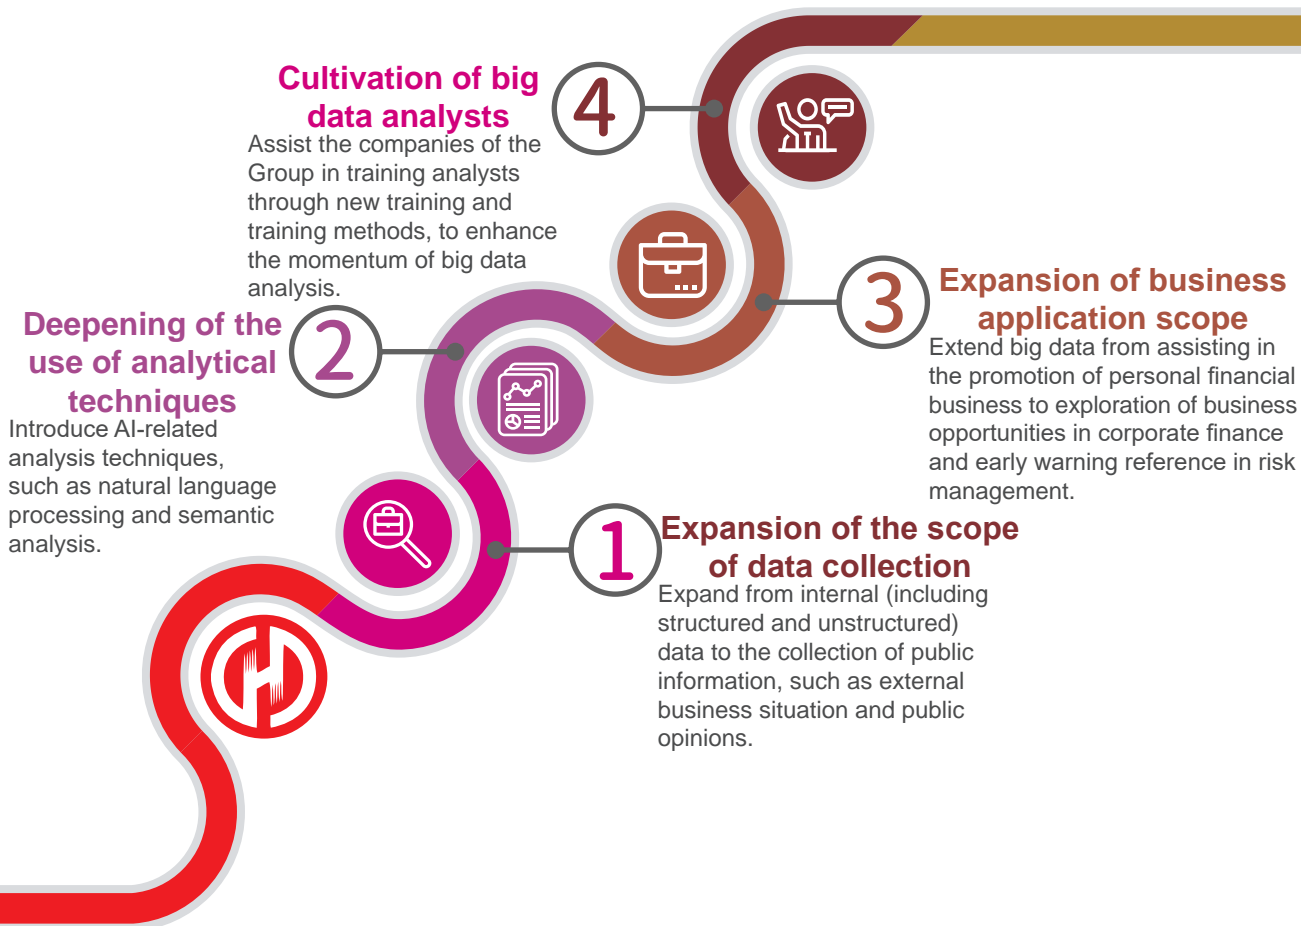 Cultivation of big
data analysts
4
Assist the companies of the
Group in training analysts
through new training and
training methods, to enhance
the momentum of big data
analysis.
Deepening of the
use of analytical
techniques
2
Introduce AI-related
analysis techniques,
such as natural language
processing and semantic
analysis.
3
Expansion of business
application scope
Extend big data from assisting in
the promotion of personal financial
business to exploration of business
opportunities in corporate finance
and early warning reference in risk
management.
1
Expansion of the scope
of data collection
Expand from internal (including
structured and unstructured)
data to the collection of public
information, such as external
business situation and public
opinions.